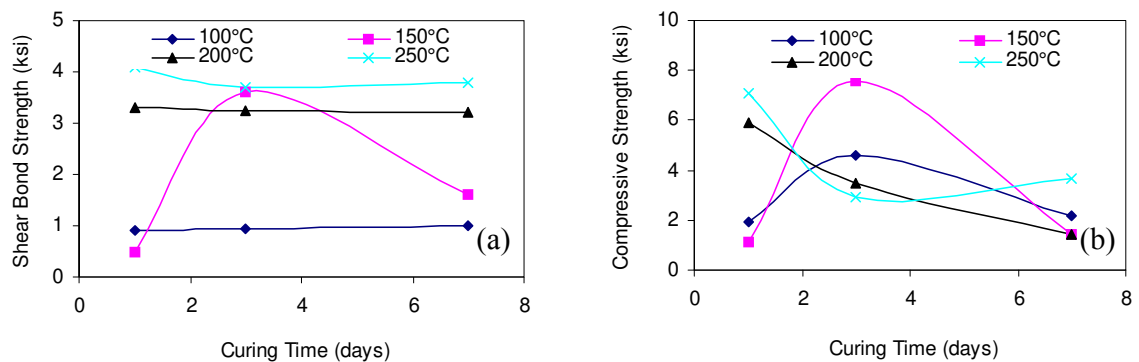 Shear Bond Strength (ksi)
5
4
3
2
1
0
100°C
150°C
200°C
250°C
(a)
0
2
4
6
8
Curing Time (days)
Compressive Strength (ksi)
10
8
6
4
2
0
100°C
150°C
200°C
250°C
(b)
0
2
4
6
8
Curing Time (days)